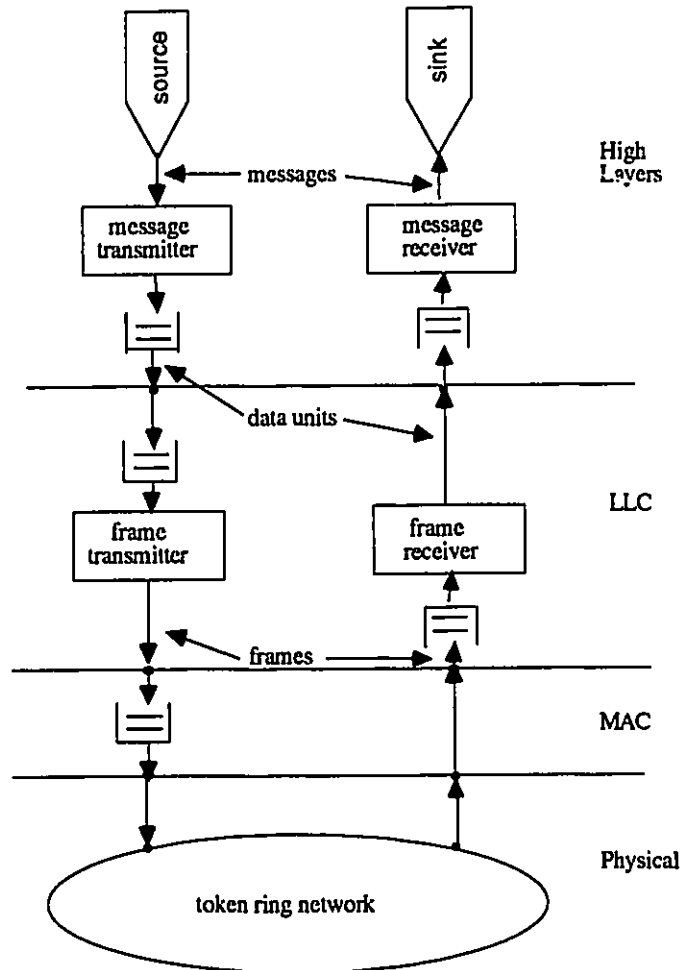 source
sink
High
Layers
messages
message
transmitter
message
receiver
data units
LLC
frame
transmitter
frame
receiver
frames
MAC
Physical
token ring network